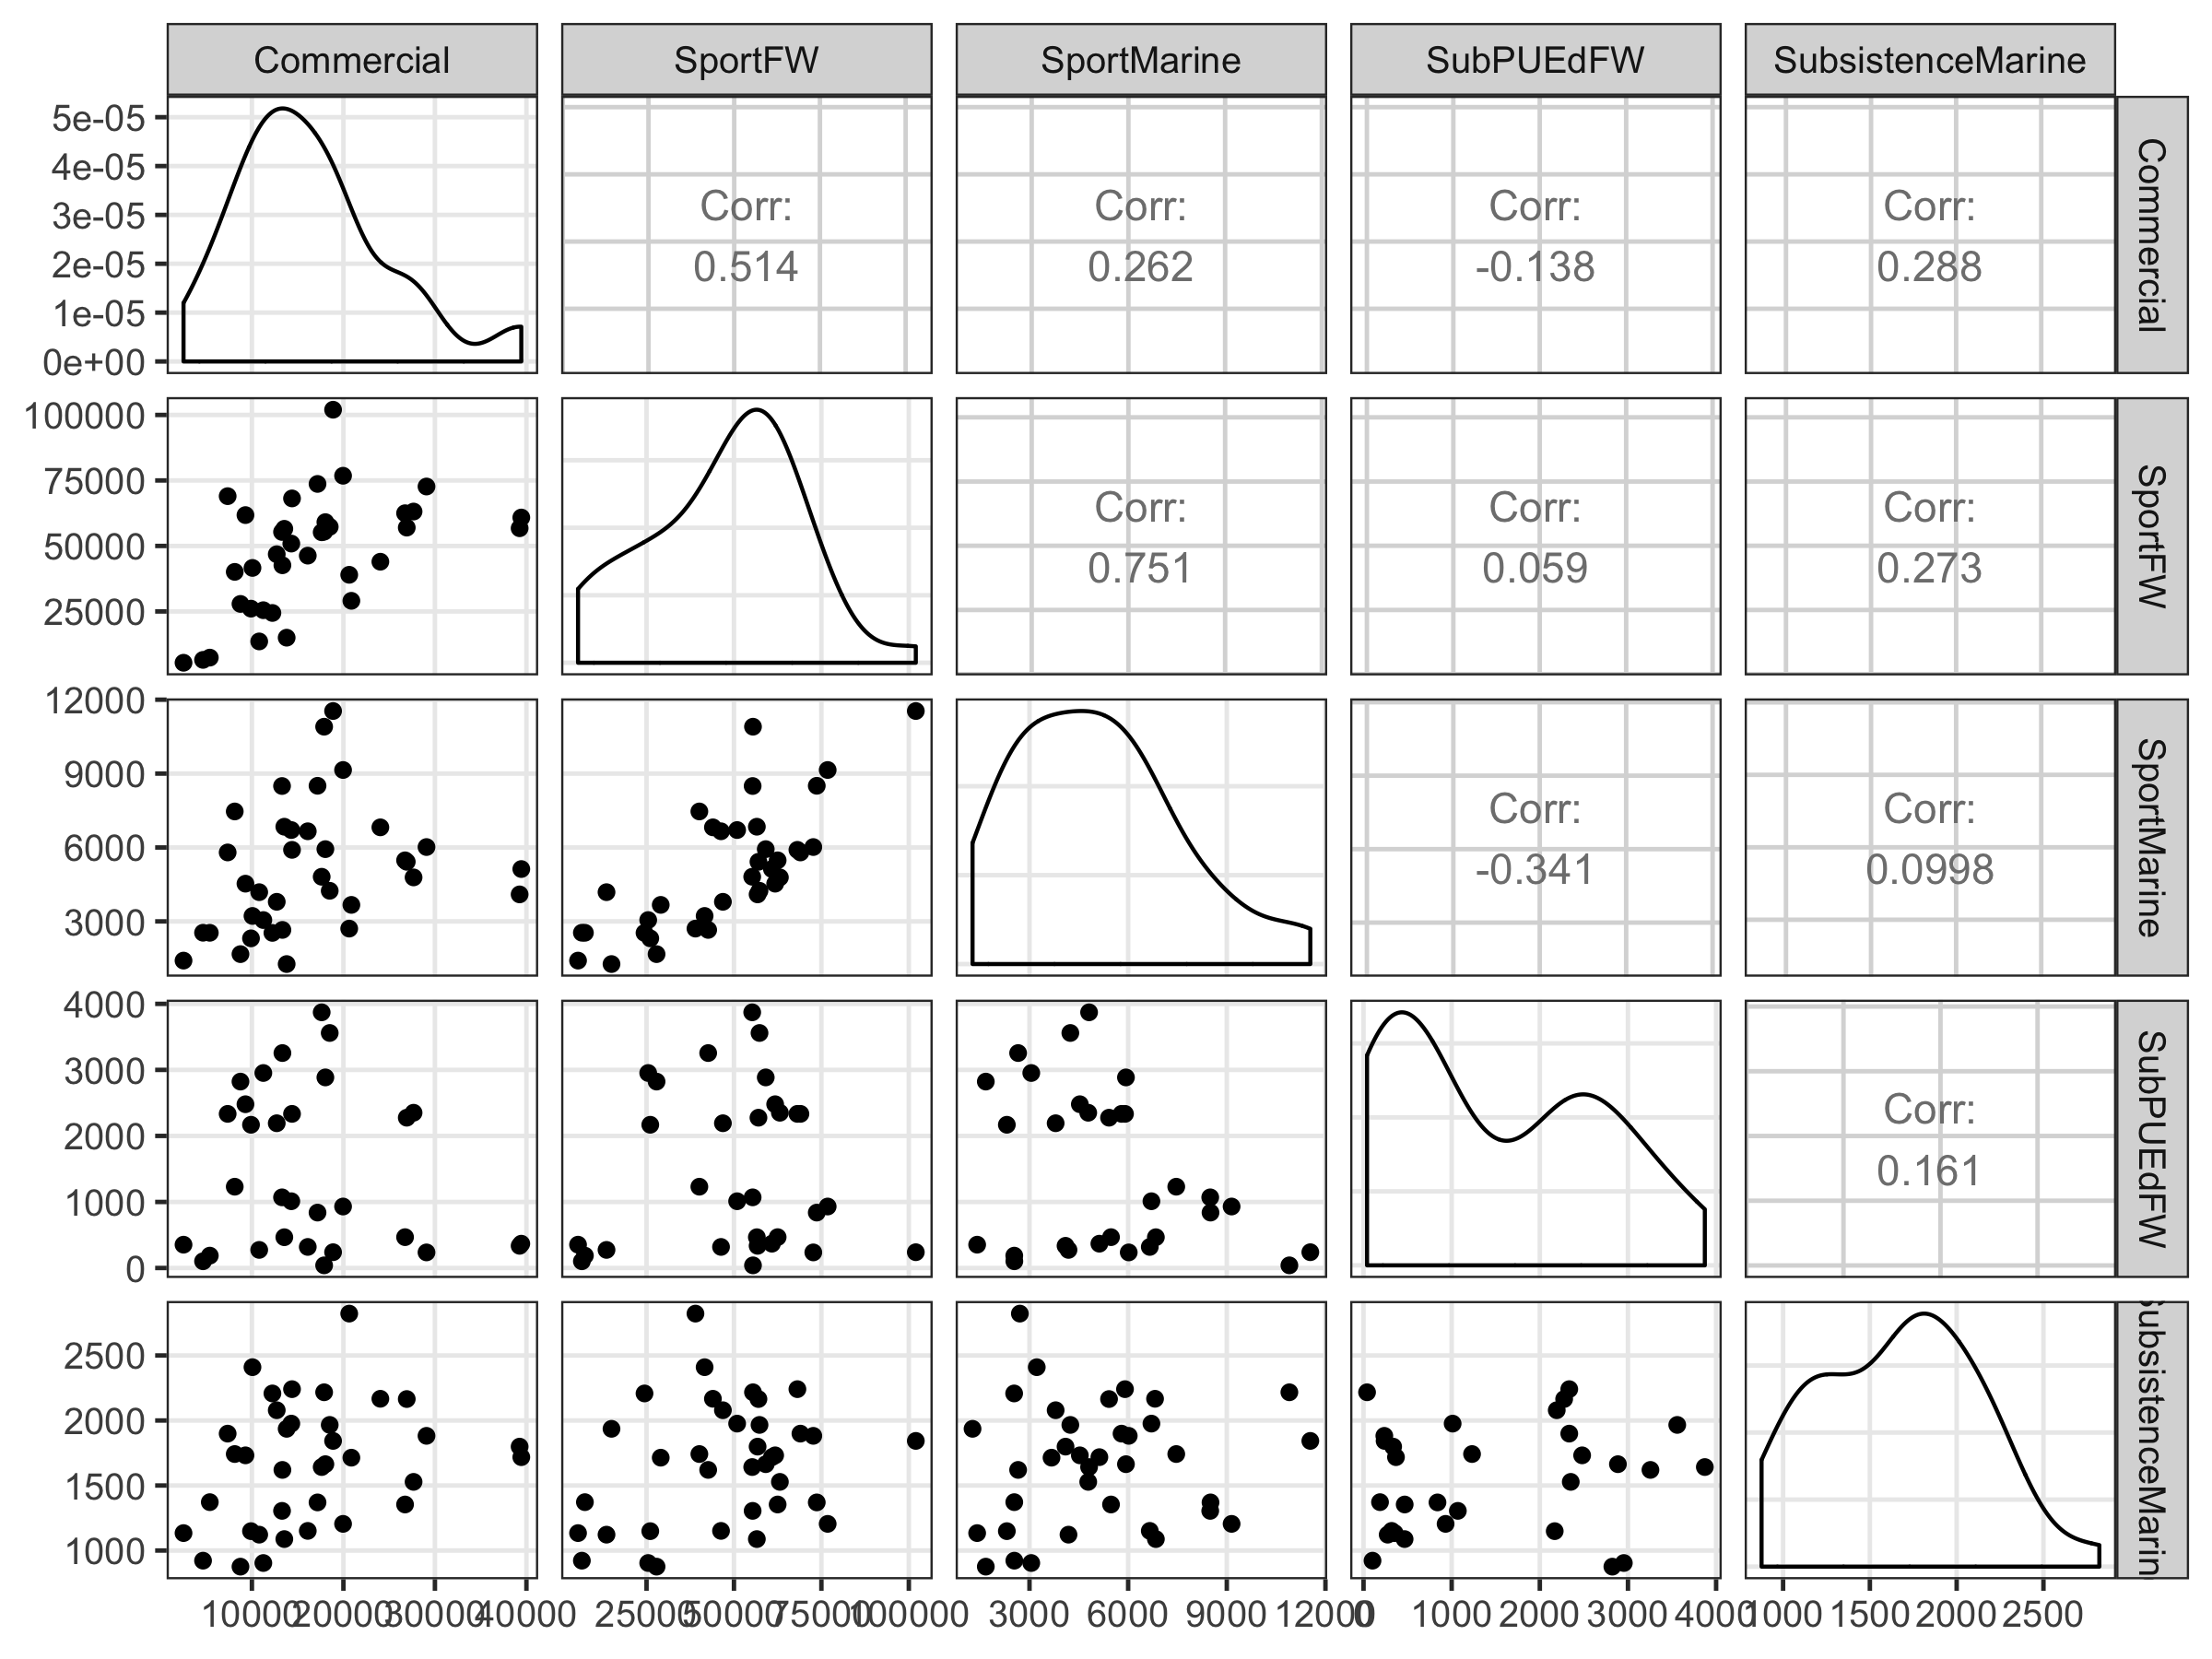 Commercial SportFW SportMarine SubPUEdFW SubsistenceMarine
5e-05
4e-05
3e-05
2e-05
1e-05
0e+00
Corr:
0.514
Corr:
0.262
Corr:
-0.138
Corr:
0.288
Commercial
100000
75000
50000
25000
Corr:
0.751
Corr:
0.059
Corr:
0.273
SportFW
12000
9000
6000
3000
Corr:
-0.341
Corr:
0.0998
SportMarine
4000
3000
2000
1000
0
Corr:
0.161
SubPUEdFW
2500
2000
1500
1000
ubsistenceMarin
10000 20000 30000 40000
25000 50000 75000 100000
3000 6000 9000 12000
0 1000 2000 3000 4000
1000 1500 2000 2500